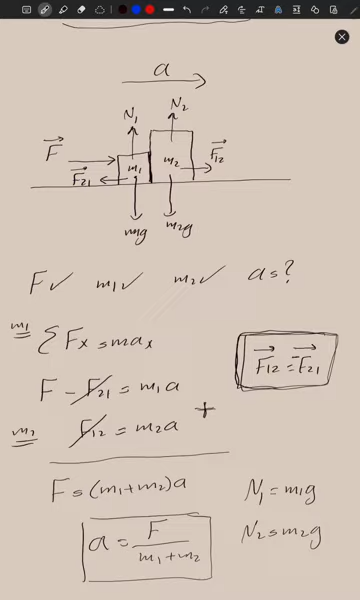 a
N₁
N₂
F
F₁₂
F₂₁
m₁
m₂
m₁g
m₂g
F✓ m₁✓ m₂✓ a=?
m₁ ΣFx = max
F - F₂₁ = m₁a
F₁₂ = -F₂₁
m₂ F₁₂ = m₂a +
F = (m₁+m₂)a
N₁ = m₁g
a = F / m₁+m₂
N₂ = m₂g